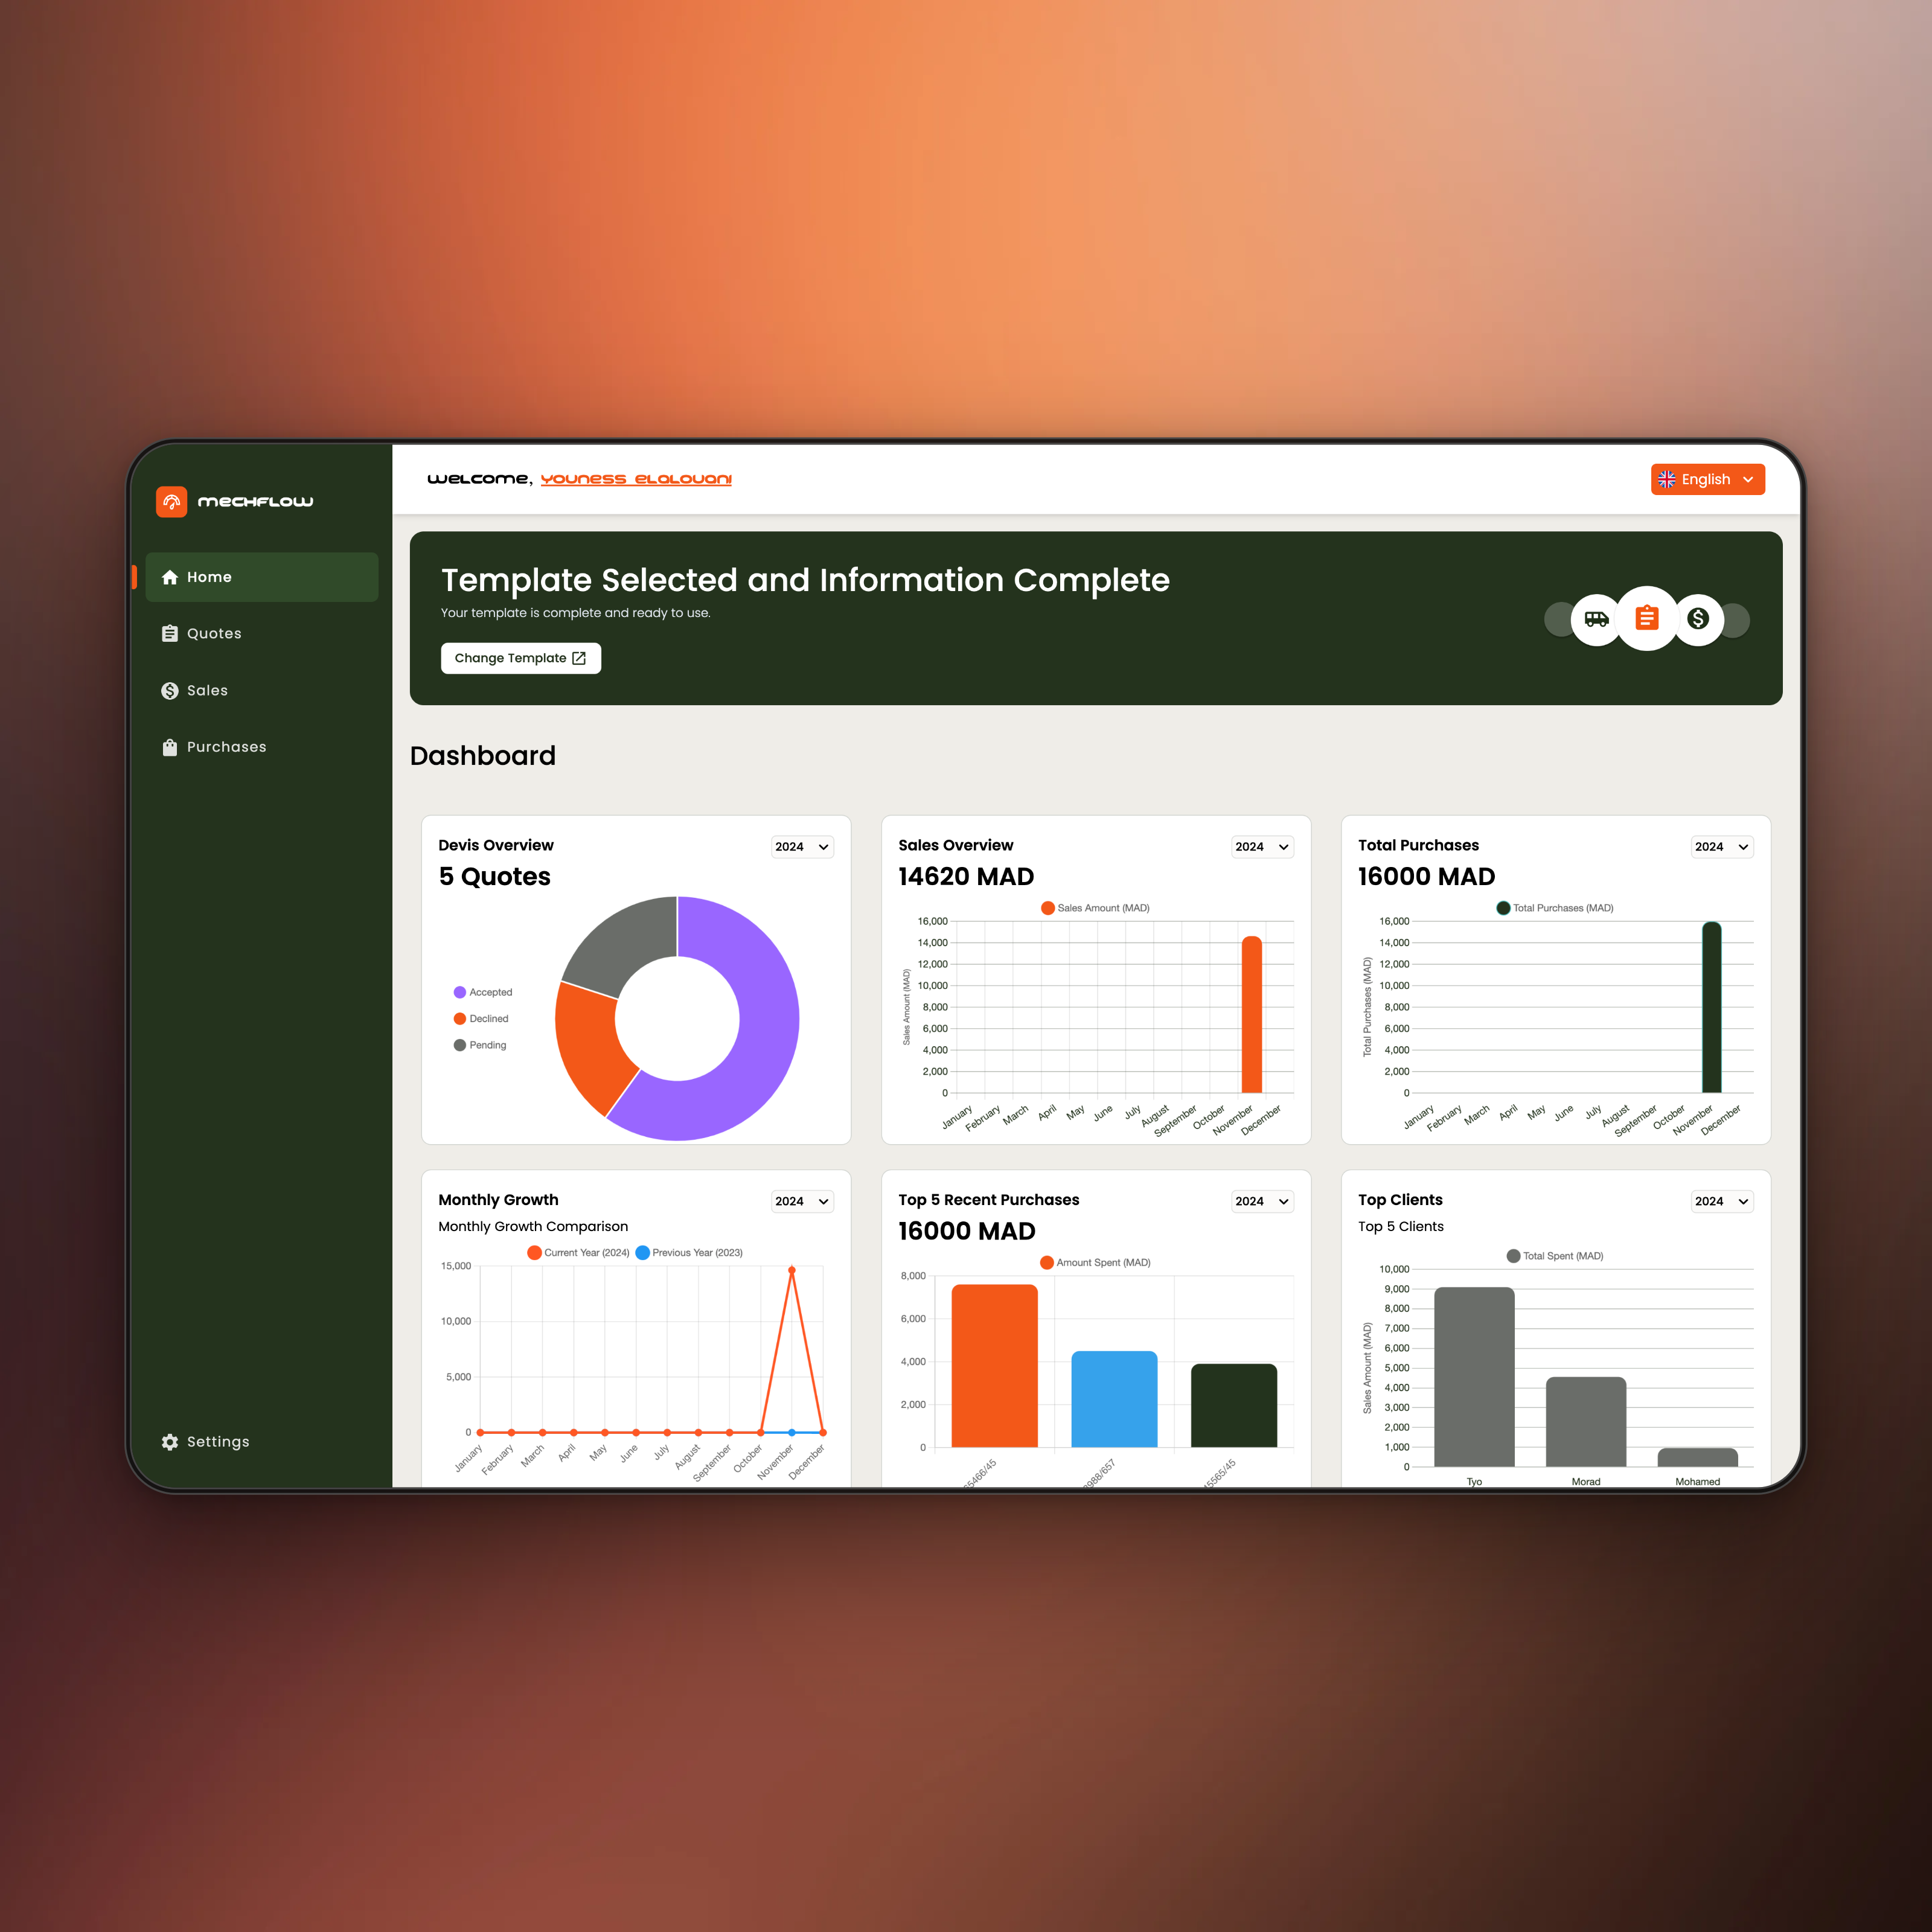 mechflow
Home
Quotes
Sales
Purchases
Settings
welcome, youness elalouani
English
Template Selected and Information Complete
Your template is complete and ready to use.
Change Template
Dashboard
Devis Overview
2024
5 Quotes
Accepted
Declined
Pending
Sales Overview
2024
14620 MAD
Sales Amount (MAD)
Sales Amount (MAD)
16,000
14,000
12,000
10,000
8,000
6,000
4,000
2,000
0
January
February
March
April
May
June
July
August
September
October
November
December
Total Purchases
2024
16000 MAD
Total Purchases (MAD)
Total Purchases (MAD)
16,000
14,000
12,000
10,000
8,000
6,000
4,000
2,000
0
January
February
March
April
May
June
July
August
September
October
November
December
Monthly Growth
2024
Monthly Growth Comparison
Current Year (2024)
Previous Year (2023)
15,000
10,000
5,000
0
January
February
March
April
May
June
July
August
September
October
November
December
Top 5 Recent Purchases
2024
16000 MAD
Amount Spent (MAD)
8,000
6,000
4,000
2,000
0
Top Clients
2024
Top 5 Clients
Total Spent (MAD)
Sales Amount (MAD)
10,000
9,000
8,000
7,000
6,000
5,000
4,000
3,000
2,000
1,000
0
Tyo
Morad
Mohamed